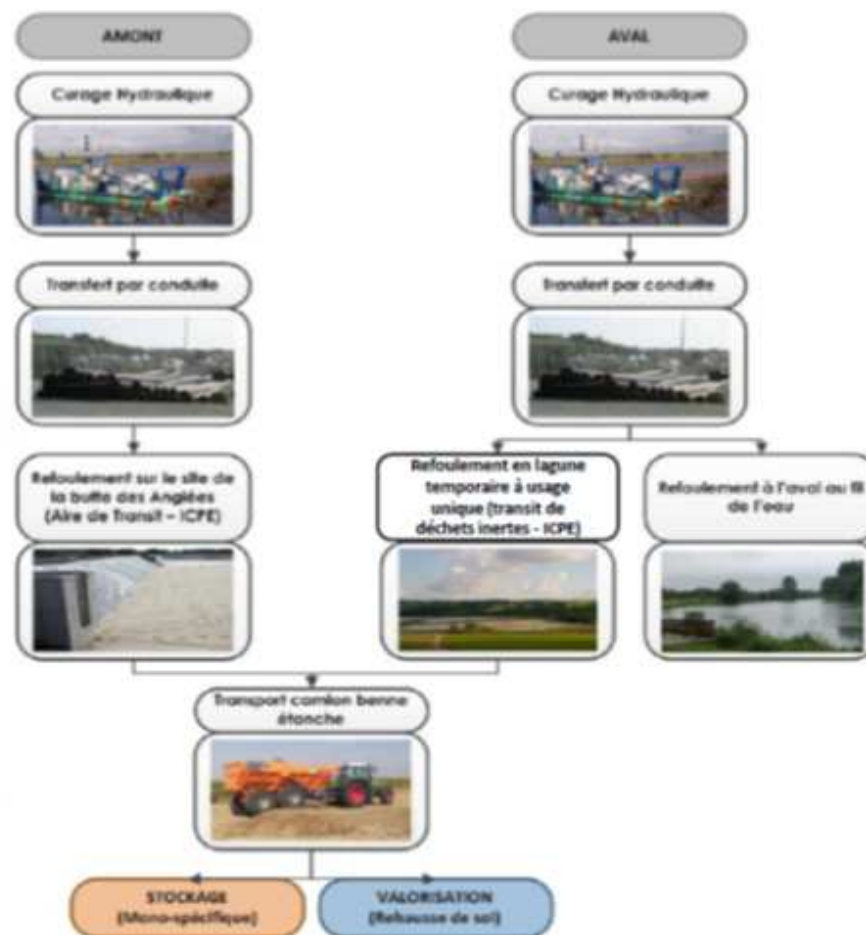 AMONT
AVAL
Curage Hydraulique
Curage Hydraulique
Transfert par conduite
Transfert par conduite
Refoulement sur le site de
la butte des Anglées
(Aire de Transit – ICPE)
Refoulement en lagune
temporaire à usage
unique (transit de
déchets inertes - ICPE)
Refoulement à l'aval au fil
de l'eau
Transport camion benne
étanche
STOCKAGE
(Mono-spécifique)
VALORISATION
(Rehausse de sol)